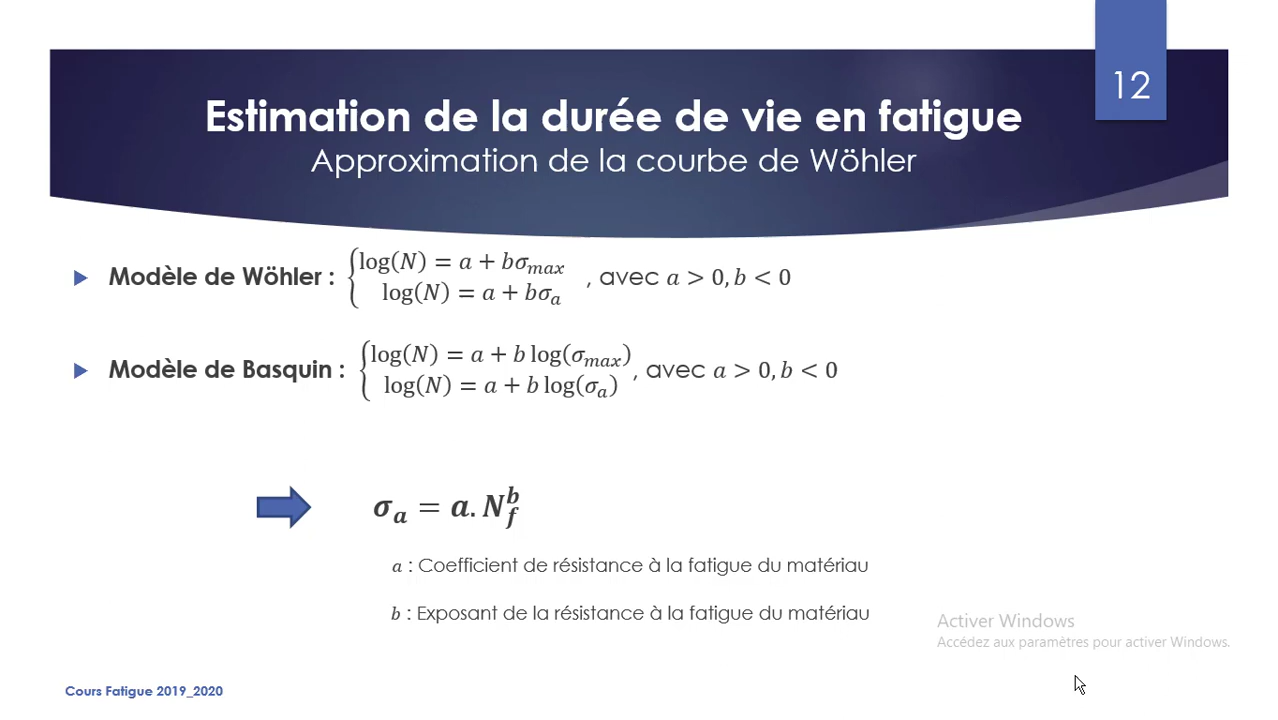 12
Estimation de la durée de vie en fatigue
Approximation de la courbe de Wöhler
Modèle de Wöhler : {log(N) = a + bσ_max
log(N) = a + bσ_a , avec a > 0, b < 0
Modèle de Basquin : {log(N) = a + b log(σ_max)
log(N) = a + b log(σ_a) , avec a > 0, b < 0
σ_a = a. N_f^b
a : Coefficient de résistance à la fatigue du matériau
b : Exposant de la résistance à la fatigue du matériau
Activer Windows
Accédez aux paramètres pour activer Windows.
Cours Fatigue 2019_2020